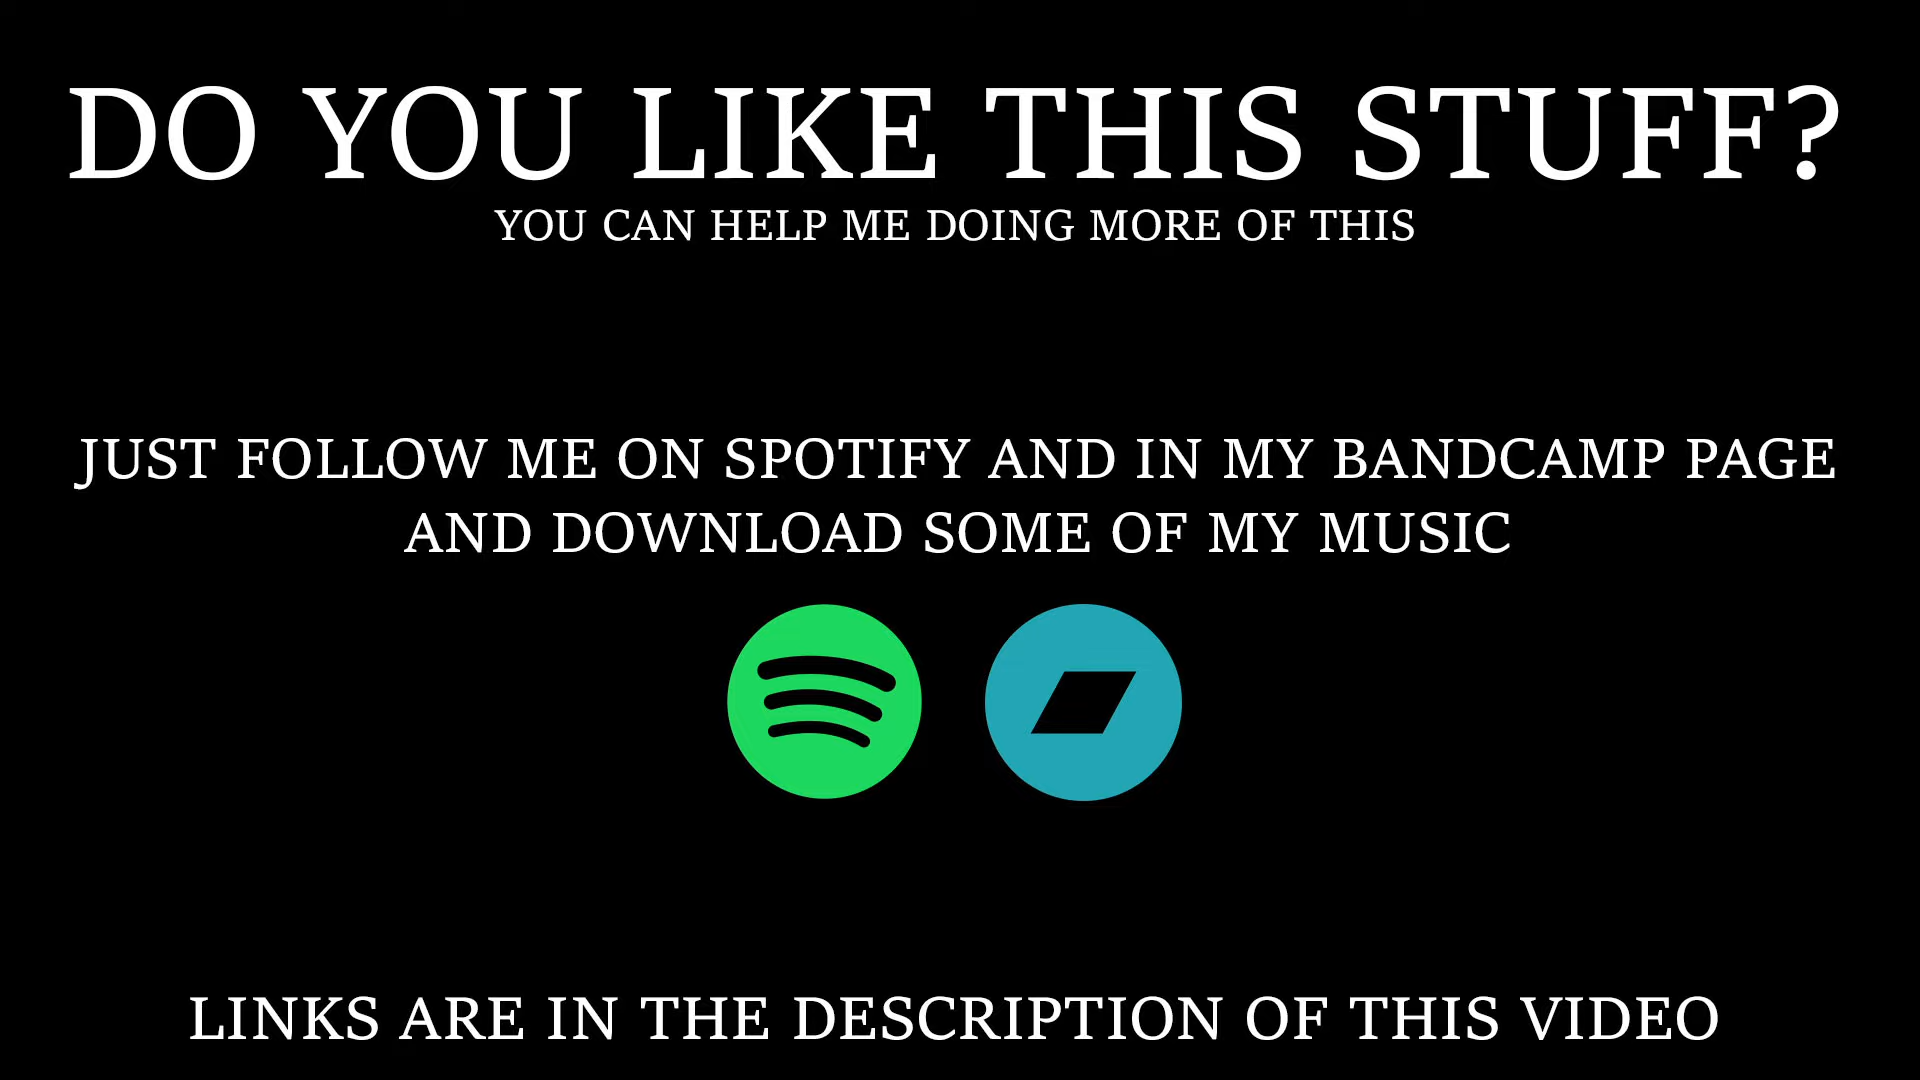 DO YOU LIKE THIS STUFF?
YOU CAN HELP ME DOING MORE OF THIS
JUST FOLLOW ME ON SPOTIFY AND IN MY BANDCAMP PAGE
AND DOWNLOAD SOME OF MY MUSIC
LINKS ARE IN THE DESCRIPTION OF THIS VIDEO